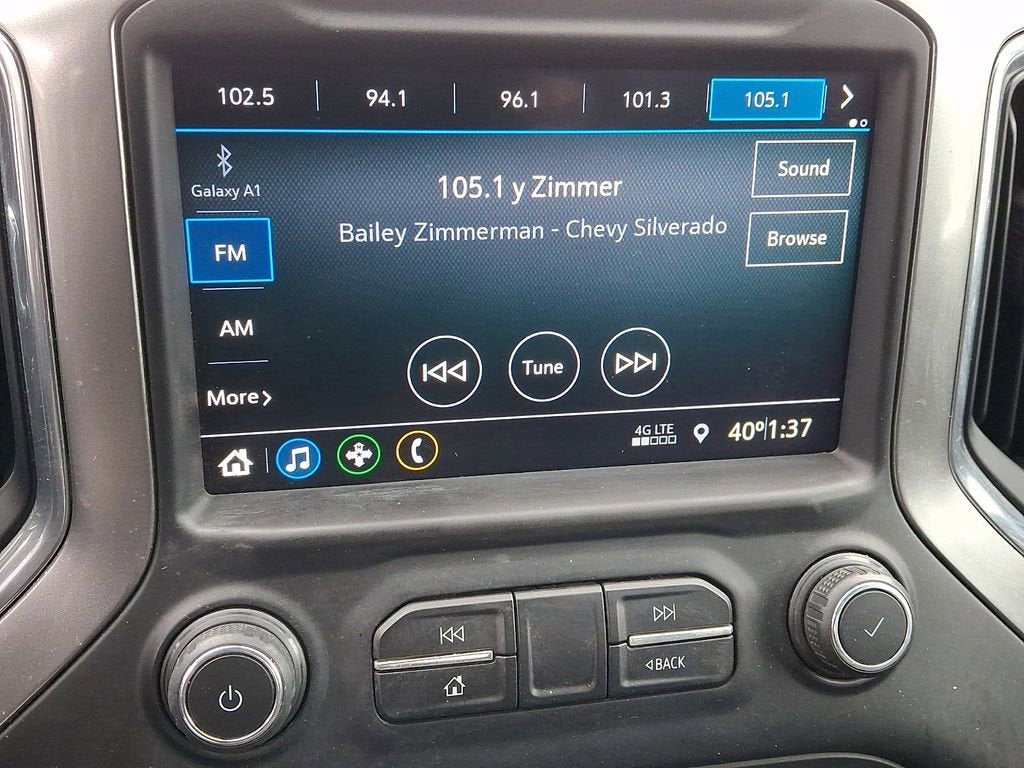 102.5 94.1 96.1 101.3 105.1
Galaxy A1
Sound
105.1 y Zimmer
Bailey Zimmerman - Chevy Silverado
Browse
FM
AM
Tune
More
4G LTE
40º 1:37
BACK